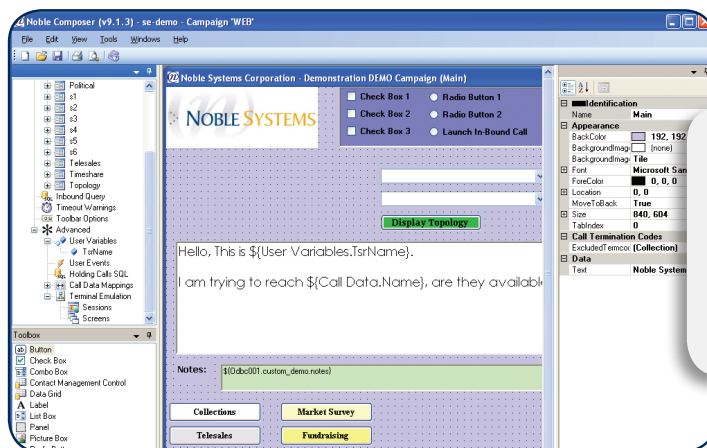 Noble Composer (v9.1.3) - se-demo - Campaign 'WEB'
File Edit View Tools Windows Help
Political
s1
s2
s3
s4
s5
s6
Telesales
Timeshare
Topology
Inbound Query
Timeout Warnings
Toolbar Options
Advanced
User Variables
TsrName
User Events
Holding Calls SQL
Call Data Mappings
Terminal Emulation
Sessions
Screens
Toolbox
Button
Check Box
Combo Box
Contact Management Control
Data Grid
Label
List Box
Panel
Picture Box
Noble Systems Corporation - Demonstration DEMO Campaign (Main)
NOBLE SYSTEMS
Check Box 1 Radio Button 1
Check Box 2 Radio Button 2
Check Box 3 Launch In-Bound Call
Display Topology
Hello, This is ${User Variables.TsrName}.
I am trying to reach ${Call Data.Name}, are they available
Notes: ${Odbc001.custom_demo.notes}
Collections Market Survey
Telesales Fundraising
Identification
Name Main
Appearance
BackColor 192, 192
BackgroundImag (none)
BackgroundImag Tile
Font Microsoft San
ForeColor 0, 0, 0
Location 0, 0
MoveToBack True
Size 840, 604
TabIndex 0
Call Termination Codes
ExcludedTermcod (Collection)
Data
Text Noble System